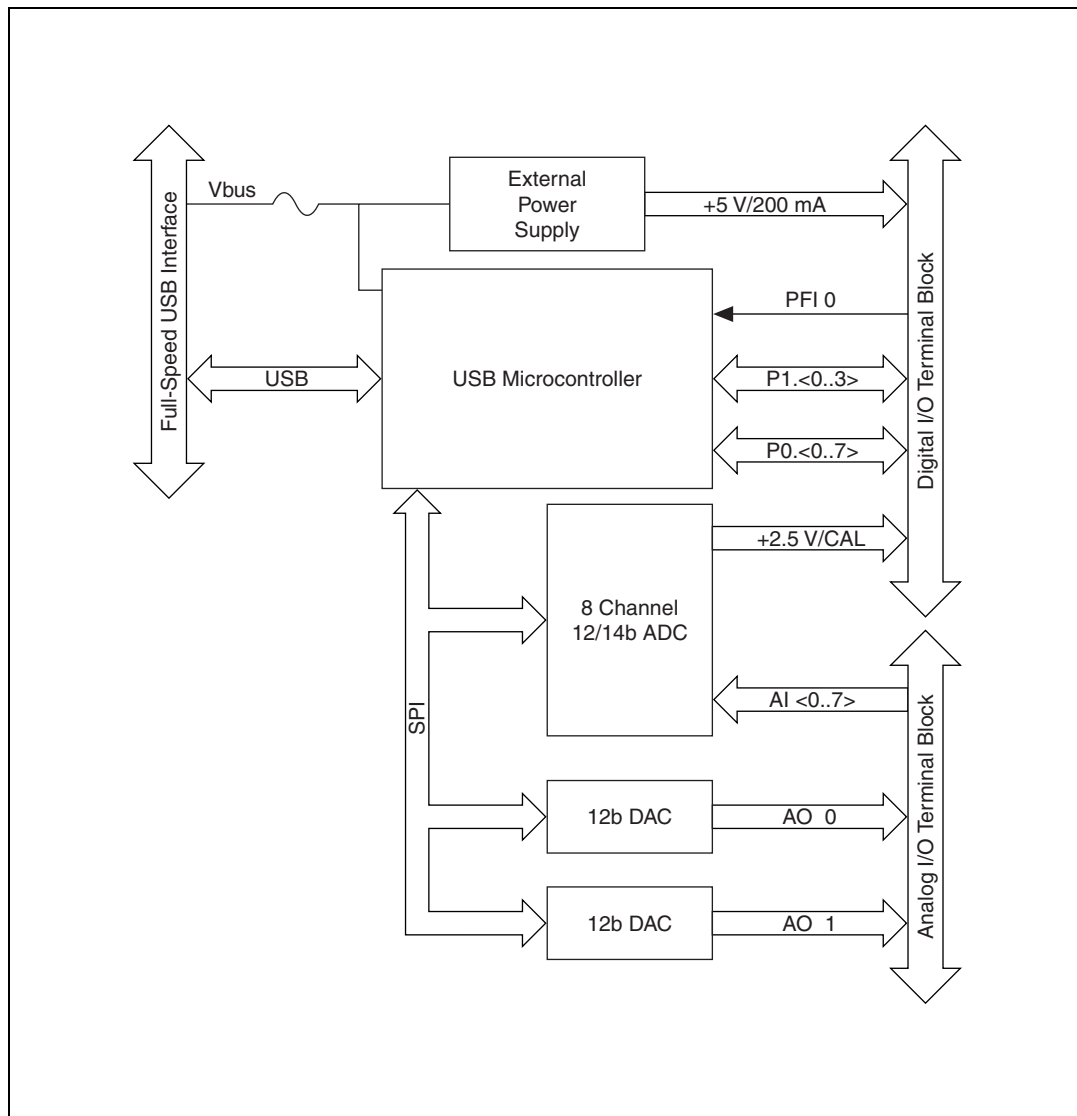 Full-Speed USB Interface
Vbus
External
Power
Supply
+5 V/200 mA
USB
USB Microcontroller
PFI 0
P1.<0..3>
P0.<0..7>
Digital I/O Terminal Block
SPI
8 Channel
12/14b ADC
+2.5 V/CAL
AI <0..7>
12b DAC
AO 0
12b DAC
AO 1
Analog I/O Terminal Block